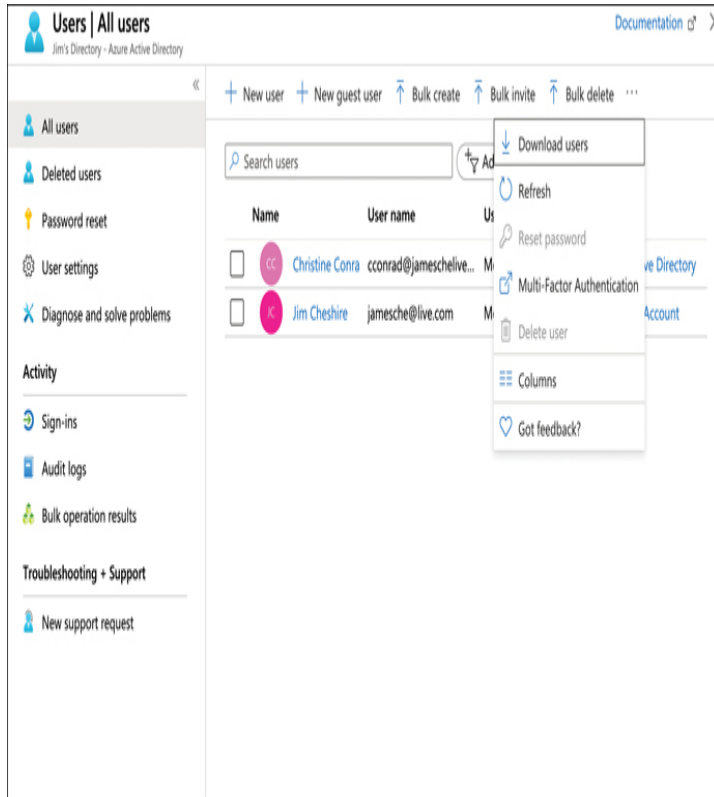 Users | All users
Jim's Directory - Azure Active Directory
Documentation
All users
Deleted users
Password reset
User settings
Diagnose and solve problems
Activity
Sign-ins
Audit logs
Bulk operation results
Troubleshooting + Support
New support request
New user New guest user Bulk create Bulk invite Bulk delete ...
Search users Ad
Name User name Us
CC Christine Conra cconrad@jameschelive... M ve Directory
JC Jim Cheshire jamesche@live.com M Account
Download users
Refresh
Reset password
Multi-Factor Authentication
Delete user
Columns
Got feedback?